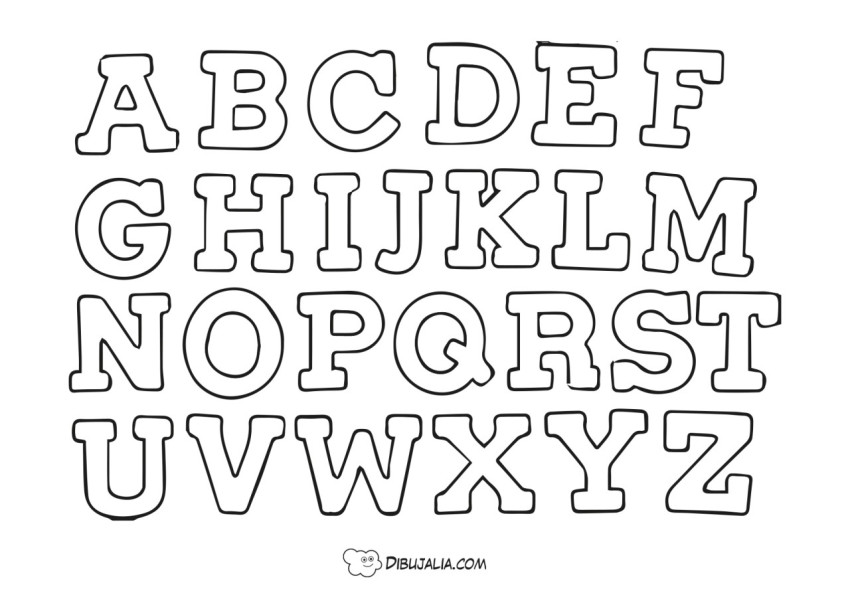 ABCDEF
GHIJKLM
NOPQRST
UVWXYZ
DIBUJALIA.COM